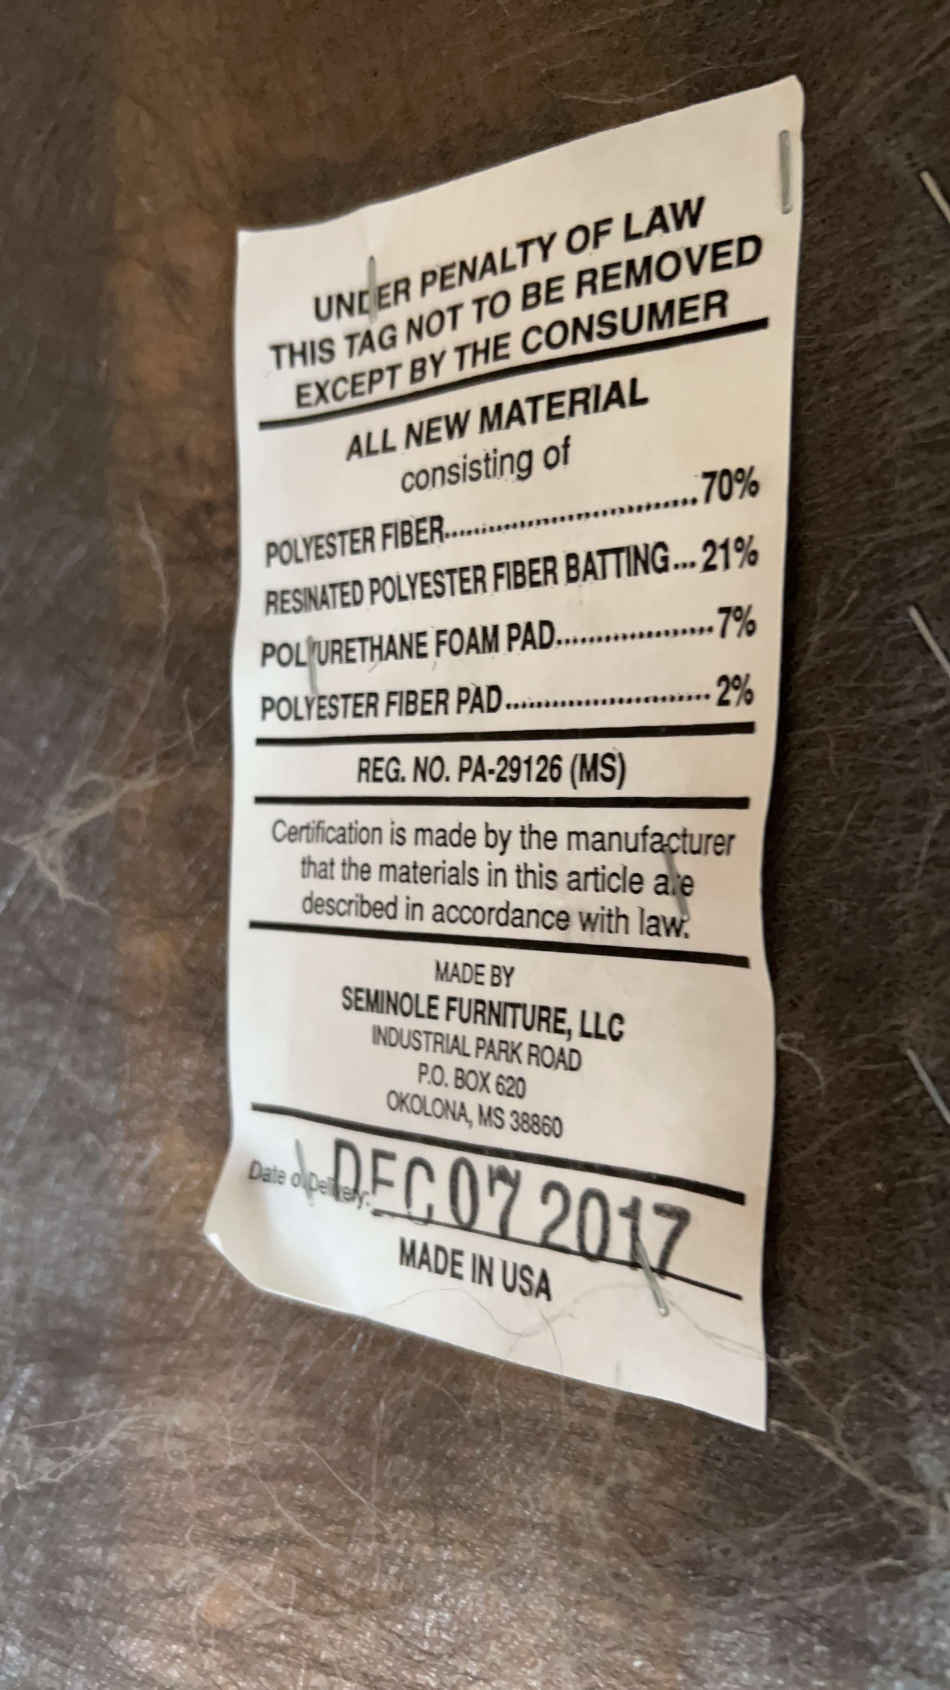 UNDER PENALTY OF LAW
THIS TAG NOT TO BE REMOVED
EXCEPT BY THE CONSUMER
ALL NEW MATERIAL
consisting of
POLYESTER FIBER..............................70%
RESINATED POLYESTER FIBER BATTING...21%
POLYURETHANE FOAM PAD...................7%
POLYESTER FIBER PAD.........................2%
REG. NO. PA-29126 (MS)
Certification is made by the manufacturer
that the materials in this article are
described in accordance with law.
MADE BY
SEMINOLE FURNITURE, LLC
INDUSTRIAL PARK ROAD
P.O. BOX 620
OKOLONA, MS 38860
Date of Delivery: DEC 07 2017
MADE IN USA